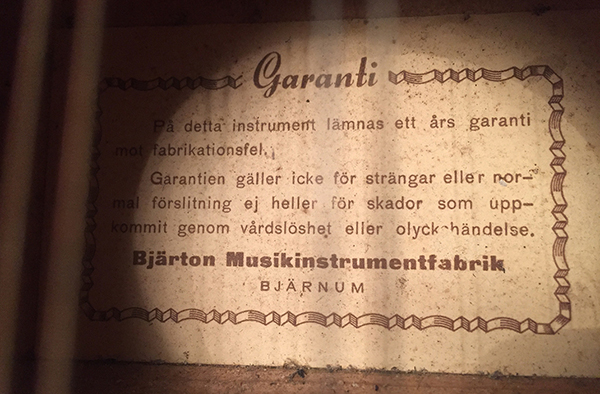 Garanti
På detta instrument lämnas ett års garanti
mot fabrikationsfel.
Garantien gäller icke för strängar eller nor-
mal förslitning ej heller för skador som upp-
kommit genom vårdslöshet eller olyckshändelse.
Bjärton Musikinstrumentfabrik
BJÄRNUM